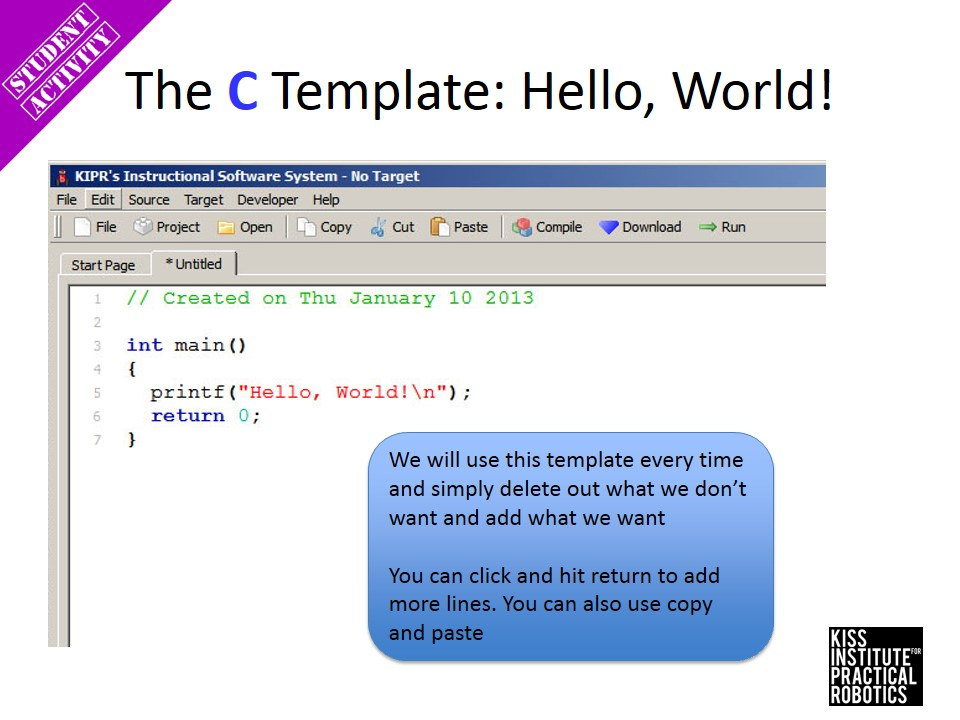 STUDENT
ACTIVITY
The C Template: Hello, World!
KIPR's Instructional Software System - No Target
File Edit Source Target Developer Help
File Project Open Copy Cut Paste Compile Download Run
Start Page * Untitled
1 // Created on Thu January 10 2013
2
3 int main()
4 {
5 printf("Hello, World!\n");
6 return 0;
7 }
We will use this template every time
and simply delete out what we don’t
want and add what we want
You can click and hit return to add
more lines. You can also use copy
and paste
KISS
INSTITUTE FOR
PRACTICAL
ROBOTICS